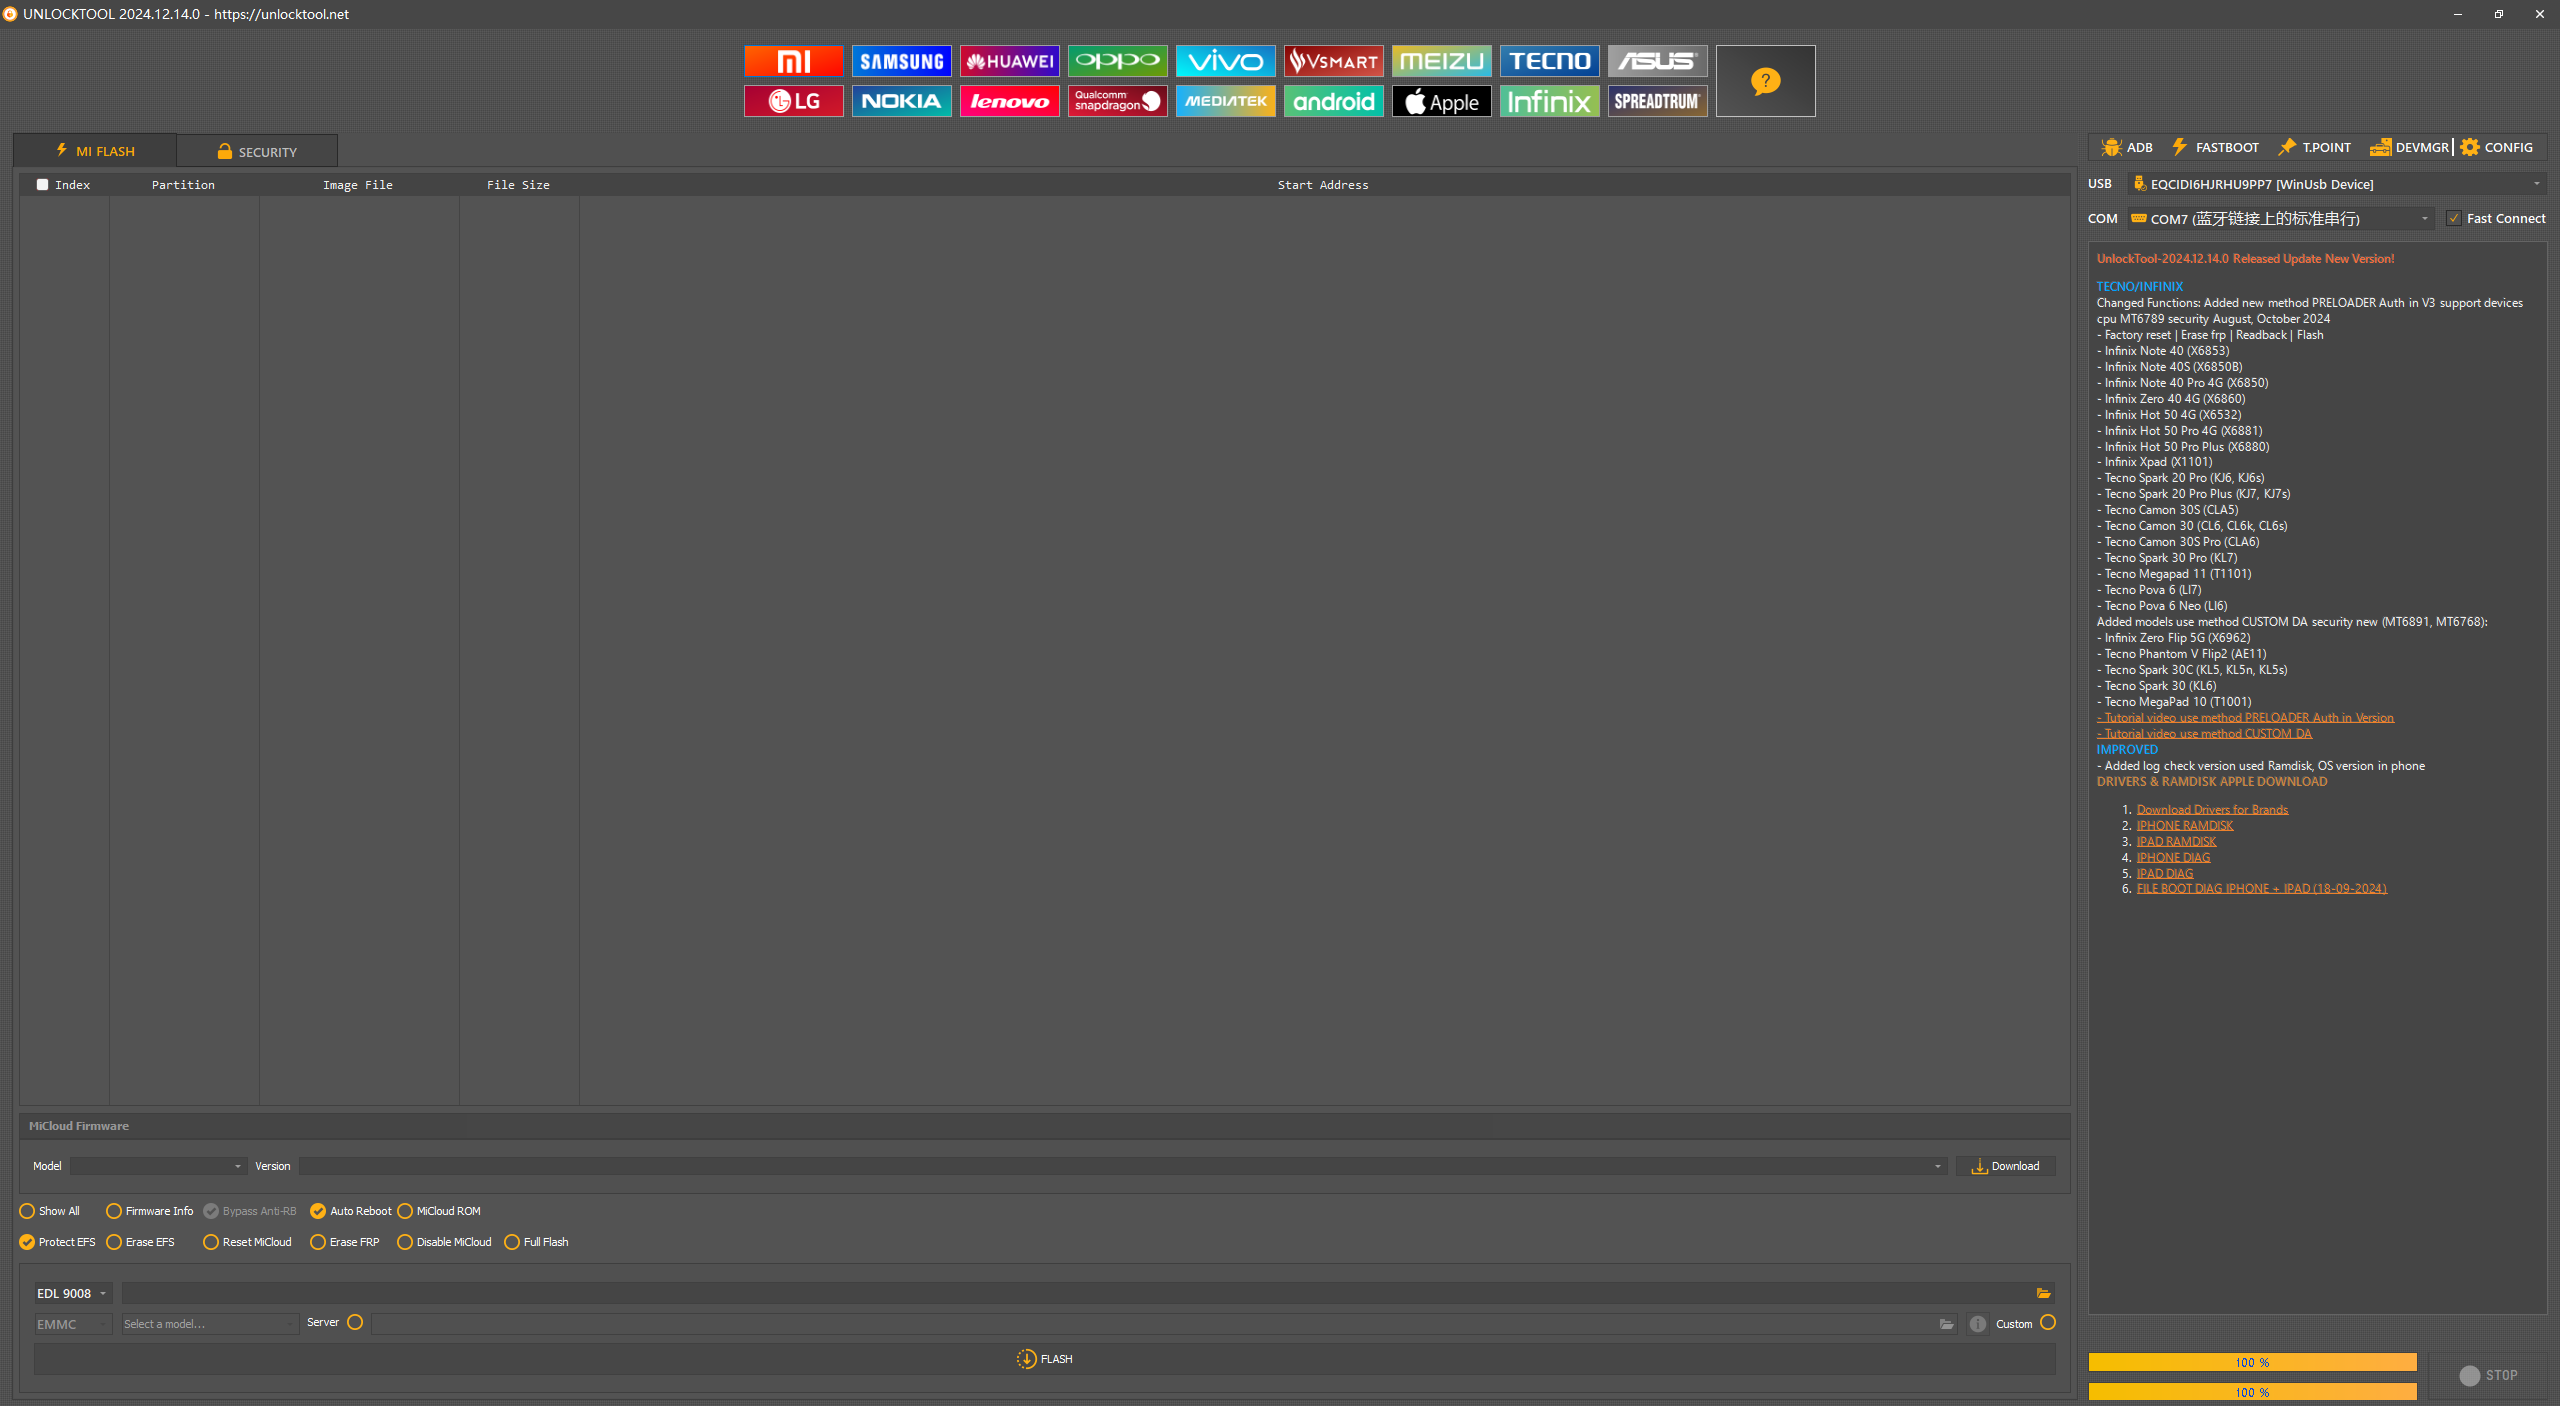 UNLOCKTOOL 2024.12.14.0 - https://unlocktool.net
MI SAMSUNG HUAWEI OPPO VIVO VSMART MEIZU TECNO ASUS ?
LG NOKIA lenovo Qualcomm snapdragon MEDIATEK android Apple Infinix SPREADTRUM
MI FLASH SECURITY
Index Partition Image File File Size Start Address
MiCloud Firmware
Model Version Download
Show All Firmware Info Bypass Anti-RB Auto Reboot MiCloud ROM
Protect EFS Erase EFS Reset MiCloud Erase FRP Disable MiCloud Full Flash
EDL 9008
EMMC Select a model... Server Custom
FLASH
ADB FASTBOOT T.POINT DEVMGR CONFIG
USB EQCIDI6HJRHU9PP7 [WinUsb Device]
COM COM7 (蓝牙链接上的标准串行) Fast Connect
UnlockTool-2024.12.14.0 Released Update New Version!
TECNO/INFINIX
Changed Functions: Added new method PRELOADER Auth in V3 support devices
cpu MT6789 security August, October 2024
- Factory reset | Erase frp | Readback | Flash
- Infinix Note 40 (X6853)
- Infinix Note 40S (X6850B)
- Infinix Note 40 Pro 4G (X6850)
- Infinix Zero 40 4G (X6860)
- Infinix Hot 50 4G (X6532)
- Infinix Hot 50 Pro 4G (X6881)
- Infinix Hot 50 Pro Plus (X6880)
- Infinix Xpad (X1101)
- Tecno Spark 20 Pro (KJ6, KJ6s)
- Tecno Spark 20 Pro Plus (KJ7, KJ7s)
- Tecno Camon 30S (CLA5)
- Tecno Camon 30 (CL6, CL6k, CL6s)
- Tecno Camon 30S Pro (CLA6)
- Tecno Spark 30 Pro (KL7)
- Tecno Megapad 11 (T1101)
- Tecno Pova 6 (LI7)
- Tecno Pova 6 Neo (LI6)
Added models use method CUSTOM DA security new (MT6891, MT6768):
- Infinix Zero Flip 5G (X6962)
- Tecno Phantom V Flip2 (AE11)
- Tecno Spark 30C (KL5, KL5n, KL5s)
- Tecno Spark 30 (KL6)
- Tecno MegaPad 10 (T1001)
- Tutorial video use method PRELOADER Auth in Version
- Tutorial video use method CUSTOM DA
IMPROVED
- Added log check version used Ramdisk, OS version in phone
DRIVERS & RAMDISK APPLE DOWNLOAD
1. Download Drivers for Brands
2. IPHONE RAMDISK
3. IPAD RAMDISK
4. IPHONE DIAG
5. IPAD DIAG
6. FILE BOOT DIAG IPHONE + IPAD (18-09-2024)
100 %
100 %
STOP